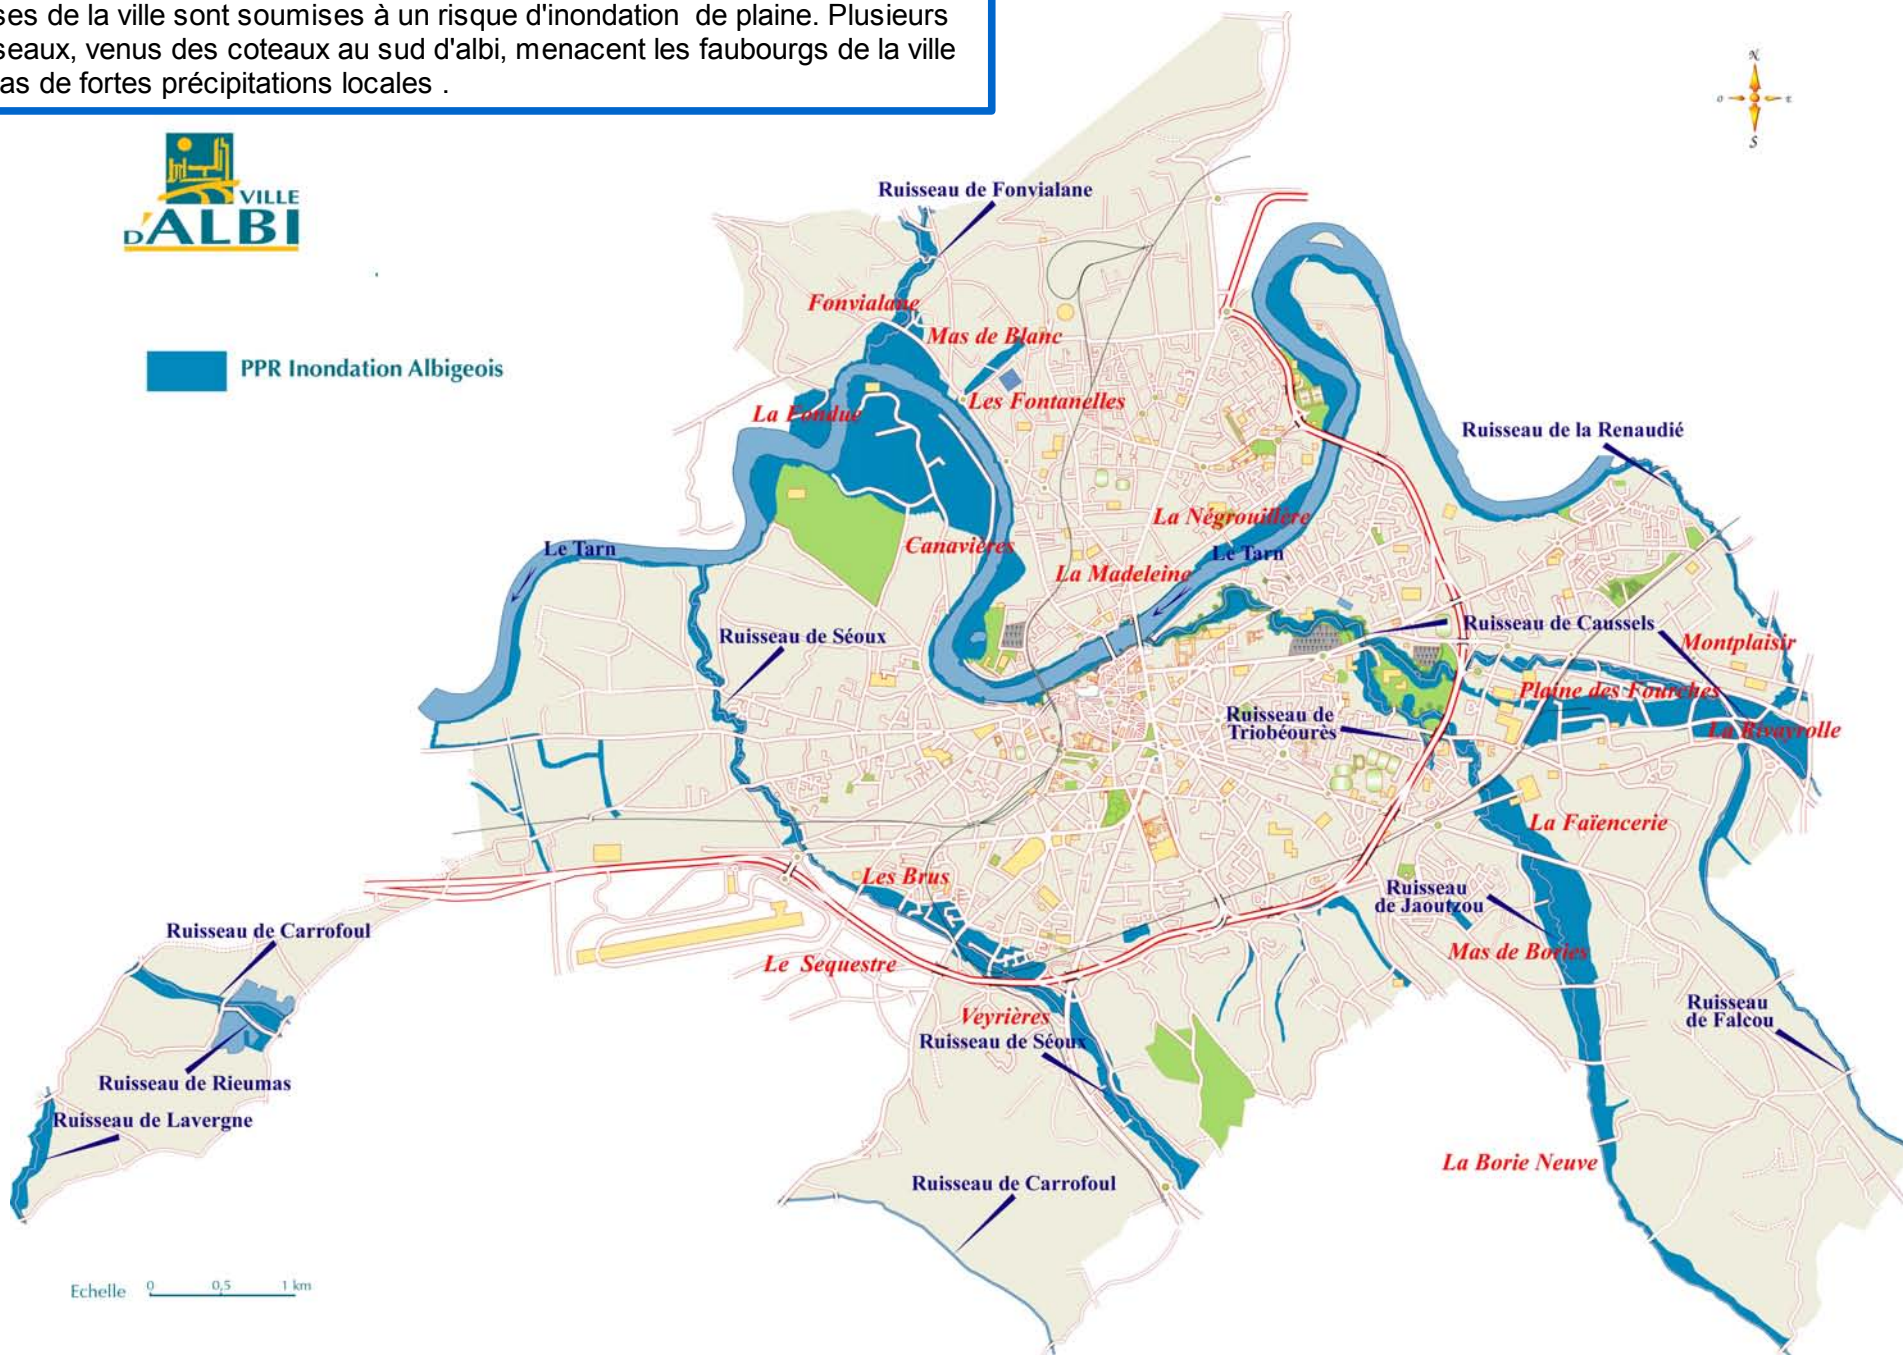 ses de la ville sont soumises à un risque d'inondation de plaine. Plusieurs
seaux, venus des coteaux au sud d'albi, menacent les faubourgs de la ville
as de fortes précipitations locales .
N
O
E
S
VILLE
D'ALBI
Ruisseau de Fonvialane
Fonvialane
Mas de Blanc
PPR Inondation Albigeois
Les Fontanelles
La Fondue
Ruisseau de la Renaudié
La Négrouillère
Canavières
Le Tarn
Le Tarn
La Madeleine
Ruisseau de Séoux
Ruisseau de Caussels
Montplaisir
Plaine des Fourches
Ruisseau de
Triobéourès
La Rivayrolle
La Faïencerie
Les Brus
Ruisseau
de Jaoutzou
Ruisseau de Carrofoul
Le Sequestre
Mas de Bories
Veyrières
Ruisseau
de Falcou
Ruisseau de Séoux
Ruisseau de Rieumas
Ruisseau de Lavergne
La Borie Neuve
Ruisseau de Carrofoul
Echelle 0 0,5 1 km